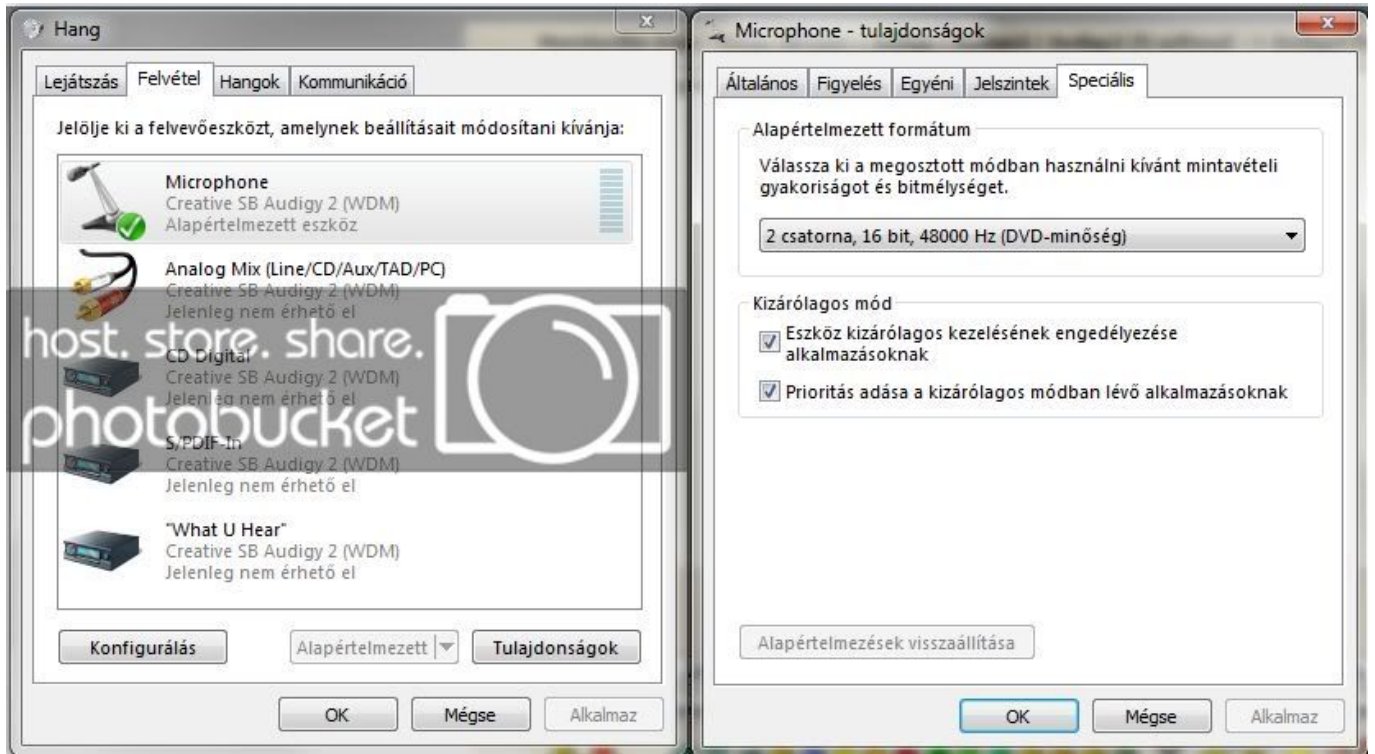 Hang
Lejátszás Felvétel Hangok Kommunikáció
Jelölje ki a felvevőeszközt, amelynek beállításait módosítani kívánja:
Microphone
Creative SB Audigy 2 (WDM)
Alapértelmezett eszköz
Analog Mix (Line/CD/Aux/TAD/PC)
Creative SB Audigy 2 (WDM)
Jelenleg nem érhető el
CD Digital
Creative SB Audigy 2 (WDM)
Jelenleg nem érhető el
S/PDIF-In
Creative SB Audigy 2 (WDM)
Jelenleg nem érhető el
"What U Hear"
Creative SB Audigy 2 (WDM)
Jelenleg nem érhető el
host. store. share.
photobucket
Konfigurálás Alapértelmezett Tulajdonságok
OK Mégse Alkalmaz
Microphone - tulajdonságok
Általános Figyelés Egyéni Jelszintek Speciális
Alapértelmezett formátum
Válassza ki a megosztott módban használni kívánt mintavételi
gyakoriságot és bitmélységet.
2 csatorna, 16 bit, 48000 Hz (DVD-minőség)
Kizárólagos mód
Eszköz kizárólagos kezelésének engedélyezése
alkalmazásoknak
Prioritás adása a kizárólagos módban lévő alkalmazásoknak
Alapértelmezések visszaállítása
OK Mégse Alkalmaz